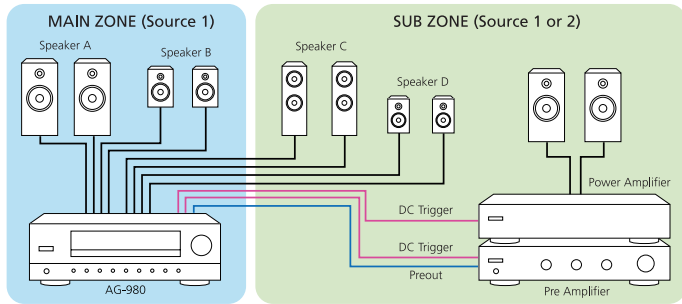 MAIN ZONE (Source 1)
SUB ZONE (Source 1 or 2)
Speaker A
Speaker B
Speaker C
Speaker D
Power Amplifier
DC Trigger
DC Trigger
Preout
AG-980
Pre Amplifier